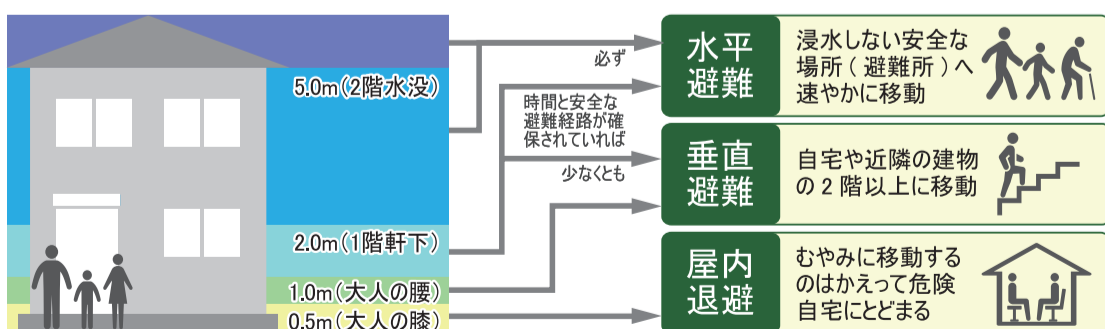 5.0m(2階水没)
2.0m(1階軒下)
1.0m(大人の腰)
0.5m(大人の膝)
必ず
時間と安全な
避難経路が確
保されていれば
少なくとも
水平
避難
浸水しない安全な
場所(避難所)へ
速やかに移動
垂直
避難
自宅や近隣の建物
の2階以上に移動
屋内
退避
むやみに移動する
のはかえって危険
自宅にとどまる